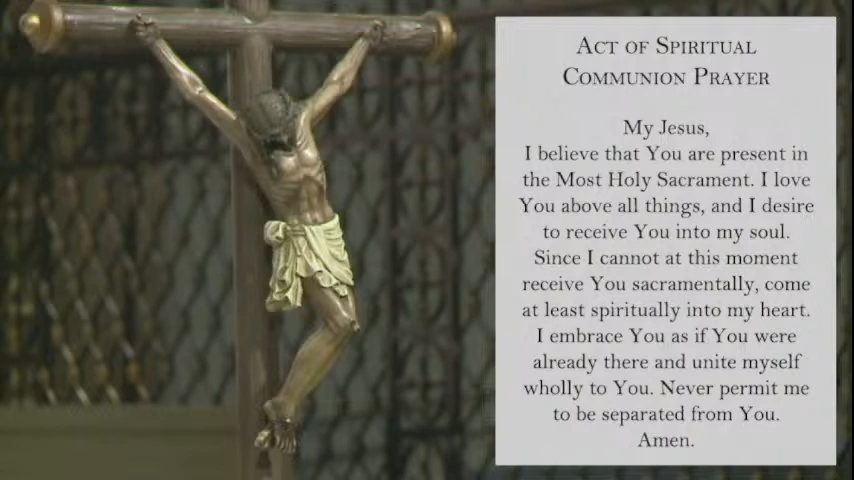 Act of Spiritual
Communion Prayer
My Jesus,
I believe that You are present in
the Most Holy Sacrament. I love
You above all things, and I desire
to receive You into my soul.
Since I cannot at this moment
receive You sacramentally, come
at least spiritually into my heart.
I embrace You as if You were
already there and unite myself
wholly to You. Never permit me
to be separated from You.
Amen.